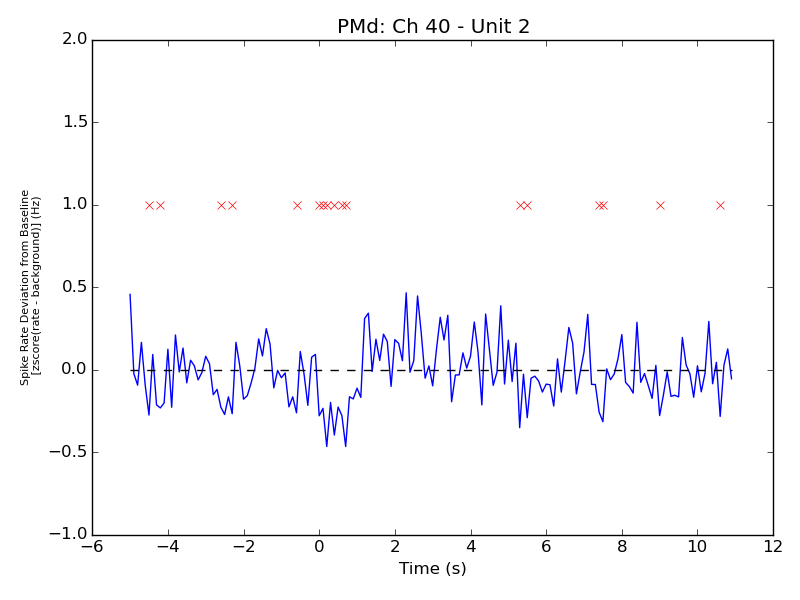 PMd: Ch 40 - Unit 2
2.0
1.5
1.0
0.5
0.0
−0.5
−1.0
Spike Rate Deviation from Baseline
[zscore(rate - background)] (Hz)
−6 −4 −2 0 2 4 6 8 10 12
Time (s)